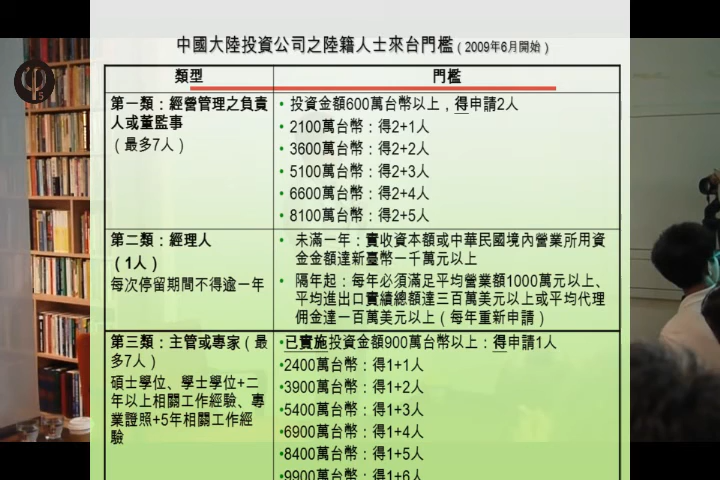 中國大陸投資公司之陸籍人士來台門檻（2009年6月開始）
類型
門檻
第一類：經營管理之負責
人或董監事
（最多7人）
• 投資金額600萬台幣以上，得申請2人
• 2100萬台幣：得2+1人
• 3600萬台幣：得2+2人
• 5100萬台幣：得2+3人
• 6600萬台幣：得2+4人
• 8100萬台幣：得2+5人
第二類：經理人
（1人）
每次停留期間不得逾一年
• 未滿一年：實收資本額或中華民國境內營業所用資
金金額達新臺幣一千萬元以上
• 隔年起：每年必須滿足平均營業額1000萬元以上、
平均進出口實績總額達三百萬美元以上或平均代理
佣金達一百萬美元以上（每年重新申請）
第三類：主管或專家（最
多7人）
碩士學位、學士學位+二
年以上相關工作經驗、專
業證照+5年相關工作經
驗
•已實施投資金額900萬台幣以上：得申請1人
•2400萬台幣：得1+1人
•3900萬台幣：得1+2人
•5400萬台幣：得1+3人
•6900萬台幣：得1+4人
•8400萬台幣：得1+5人
•9900萬台幣：得1+6人